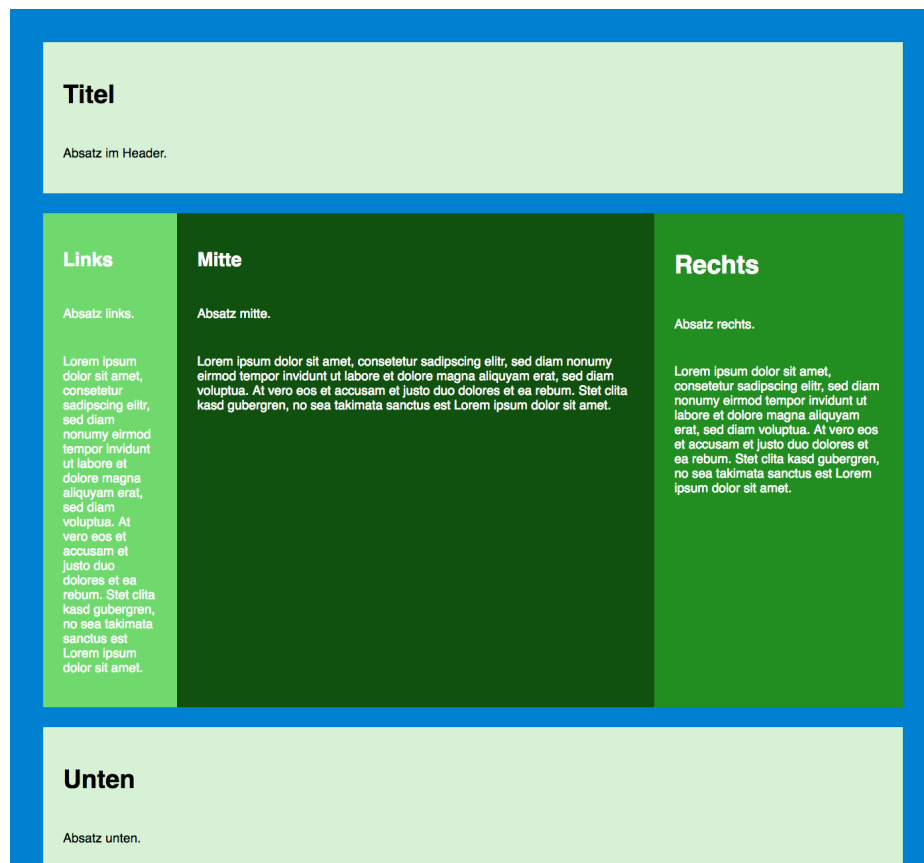 Titel
Absatz im Header.
Links
Absatz links.
Lorem ipsum
dolor sit amet,
consetetur
sadipscing elitr,
sed diam
nonumy eirmod
tempor invidunt
ut labore et
dolore magna
aliquyam erat,
sed diam
voluptua. At
vero eos et
accusam et
justo duo
dolores et ea
rebum. Stet clita
kasd gubergren,
no sea takimata
sanctus est
Lorem ipsum
dolor sit amet.
Mitte
Absatz mitte.
Lorem ipsum dolor sit amet, consetetur sadipscing elitr, sed diam nonumy
eirmod tempor invidunt ut labore et dolore magna aliquyam erat, sed diam
voluptua. At vero eos et accusam et justo duo dolores et ea rebum. Stet clita
kasd gubergren, no sea takimata sanctus est Lorem ipsum dolor sit amet.
Rechts
Absatz rechts.
Lorem ipsum dolor sit amet,
consetetur sadipscing elitr, sed diam
nonumy eirmod tempor invidunt ut
labore et dolore magna aliquyam
erat, sed diam voluptua. At vero eos
et accusam et justo duo dolores et
ea rebum. Stet clita kasd gubergren,
no sea takimata sanctus est Lorem
ipsum dolor sit amet.
Unten
Absatz unten.